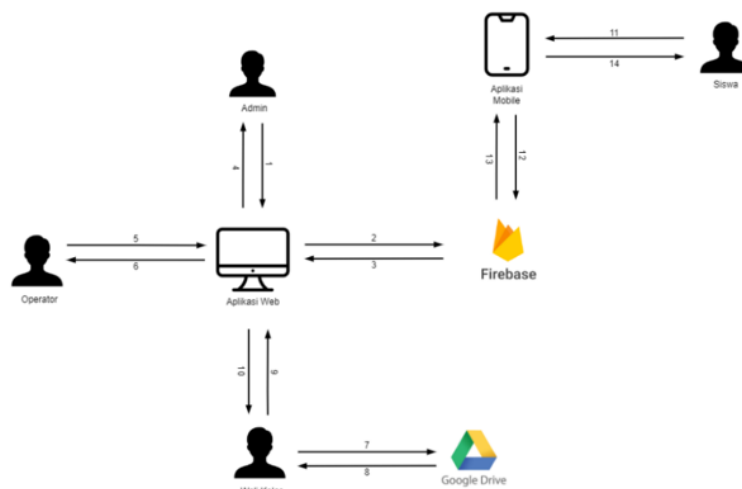 11
14
Aplikasi
Mobile
Siswa
Admin
4
1
13
12
5
6
2
3
Operator
Aplikasi Web
Firebase
10
9
7
8
Google Drive